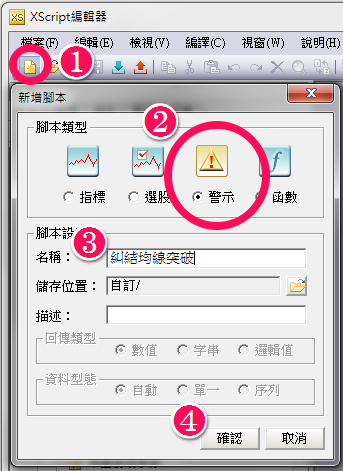 XS XScript編輯器
檔案(F) 編輯(E) 檢視(V) 編譯(C) 視窗(W) 說明(H)
1
新增腳本
2
腳本類型
指標 選股 警示 函數
3
腳本設
名稱： 糾結均線突破
儲存位置： 自訂/
描述：
回傳類型
數值 字串 邏輯值
資料型態
自動 單一 序列
4
確認 取消